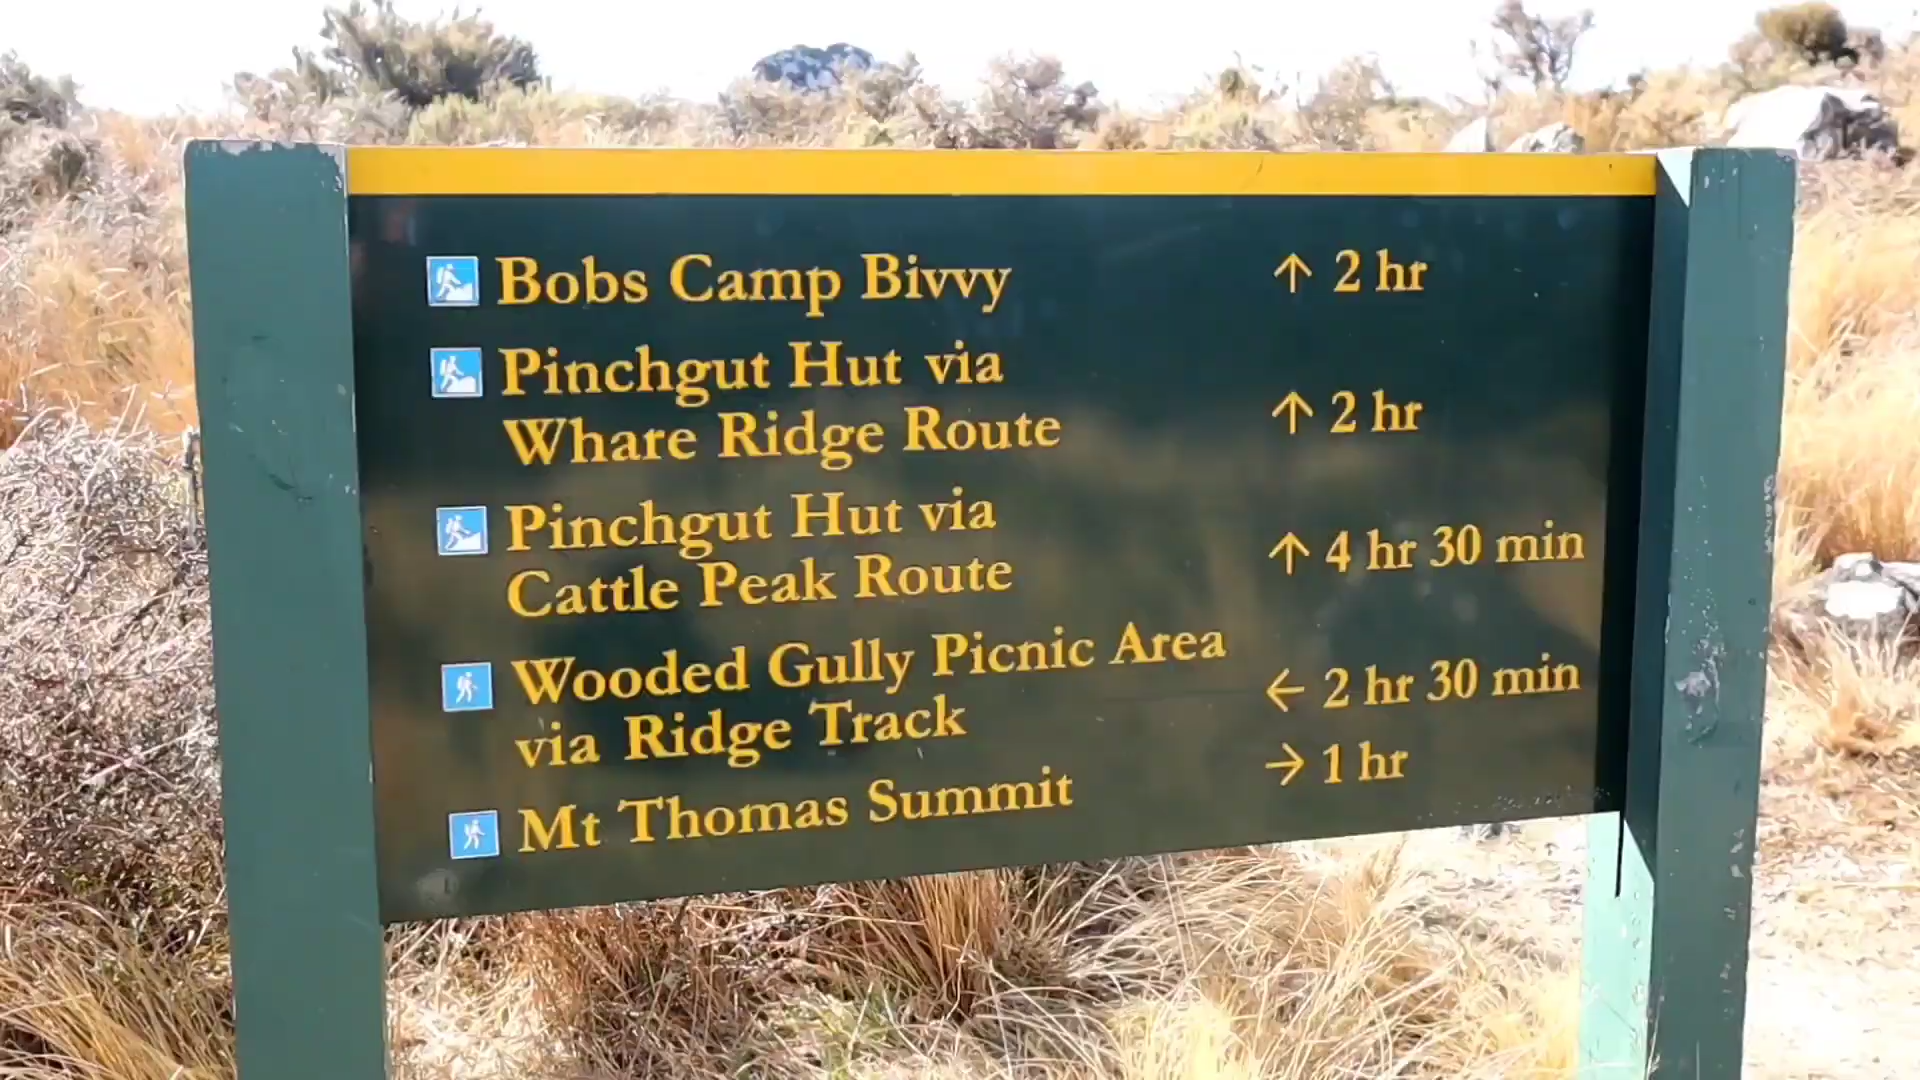 Bobs Camp Bivvy ↑ 2 hr
Pinchgut Hut via
Whare Ridge Route ↑ 2 hr
Pinchgut Hut via
Cattle Peak Route ↑ 4 hr 30 min
Wooded Gully Picnic Area
via Ridge Track ← 2 hr 30 min
Mt Thomas Summit → 1 hr